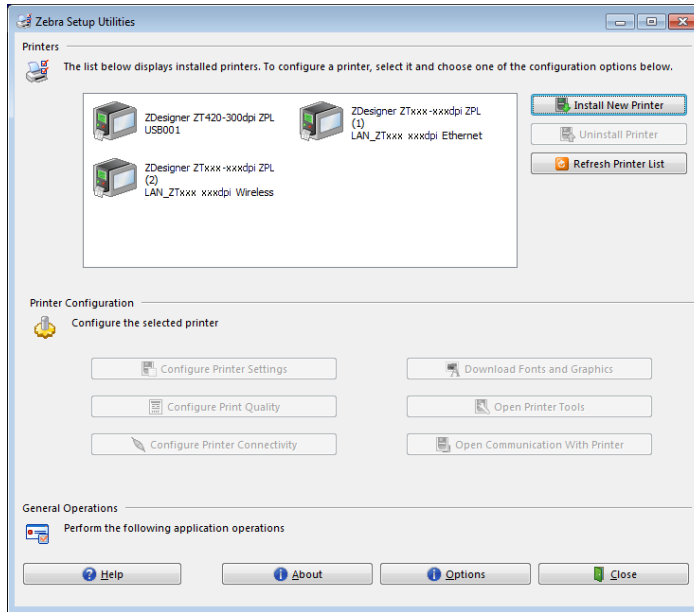 Zebra Setup Utilities
Printers
The list below displays installed printers. To configure a printer, select it and choose one of the configuration options below.
ZDesigner ZT420-300dpi ZPL
USB001
ZDesigner ZTxxx-xxxdpi ZPL
(1)
LAN_ZTxxx xxxdpi Ethernet
ZDesigner ZTxxx-xxxdpi ZPL
(2)
LAN_ZTxxx xxxdpi Wireless
Install New Printer
Uninstall Printer
Refresh Printer List
Printer Configuration
Configure the selected printer
Configure Printer Settings
Download Fonts and Graphics
Configure Print Quality
Open Printer Tools
Configure Printer Connectivity
Open Communication With Printer
General Operations
Perform the following application operations
Help
About
Options
Close